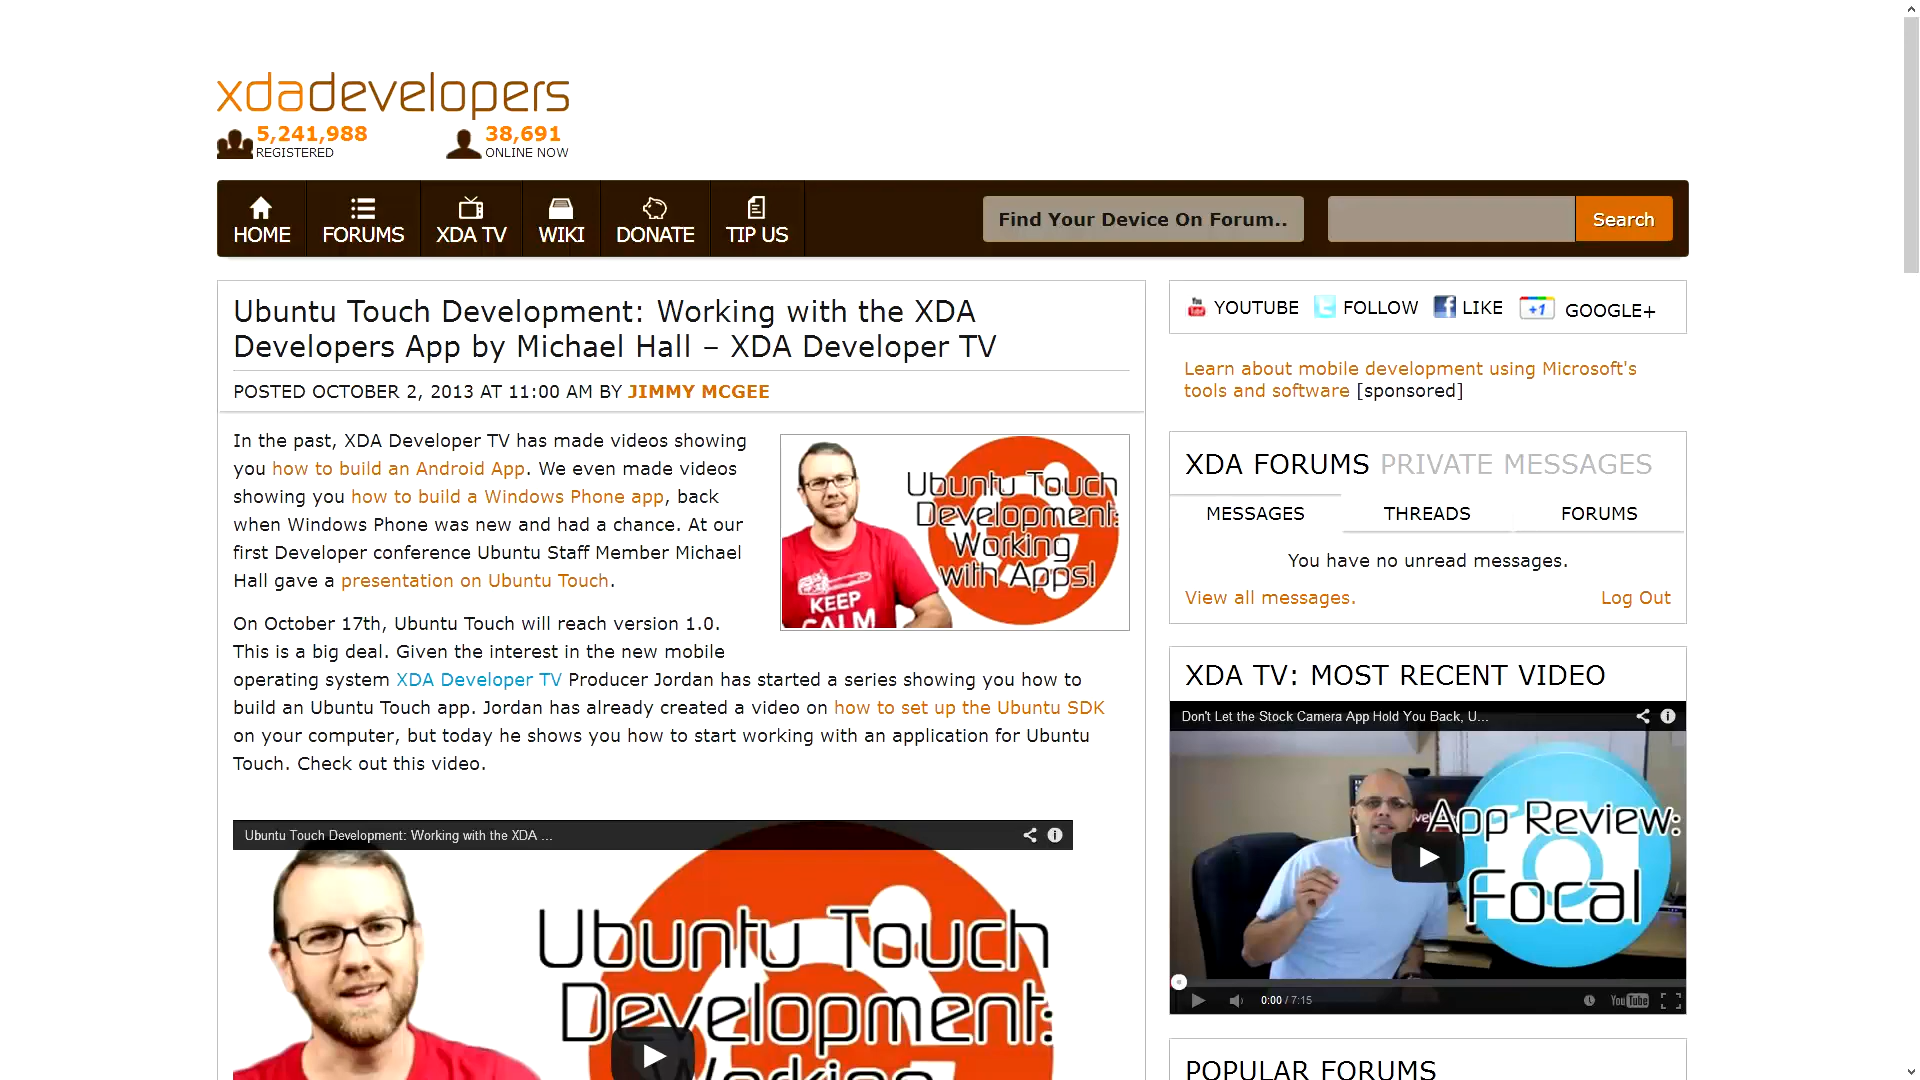 xdadevelopers
5,241,988
REGISTERED
38,691
ONLINE NOW
HOME
FORUMS
XDA TV
WIKI
DONATE
TIP US
Find Your Device On Forum..
Search
Ubuntu Touch Development: Working with the XDA
Developers App by Michael Hall – XDA Developer TV
POSTED OCTOBER 2, 2013 AT 11:00 AM BY JIMMY MCGEE
In the past, XDA Developer TV has made videos showing
you how to build an Android App. We even made videos
showing you how to build a Windows Phone app, back
when Windows Phone was new and had a chance. At our
first Developer conference Ubuntu Staff Member Michael
Hall gave a presentation on Ubuntu Touch.
Ubuntu Touch
Development:
Working
with Apps!
KEEP
CALM
On October 17th, Ubuntu Touch will reach version 1.0.
This is a big deal. Given the interest in the new mobile
operating system XDA Developer TV Producer Jordan has started a series showing you how to
build an Ubuntu Touch app. Jordan has already created a video on how to set up the Ubuntu SDK
on your computer, but today he shows you how to start working with an application for Ubuntu
Touch. Check out this video.
Ubuntu Touch Development: Working with the XDA ...
Ubuntu Touch
Development:
Working
YOUTUBE
FOLLOW
LIKE
+1
GOOGLE+
Learn about mobile development using Microsoft's
tools and software [sponsored]
XDA FORUMS PRIVATE MESSAGES
MESSAGES
THREADS
FORUMS
You have no unread messages.
View all messages.
Log Out
XDA TV: MOST RECENT VIDEO
Don't Let the Stock Camera App Hold You Back, U...
App Review:
Focal
0:00 / 7:15
YouTube
POPULAR FORUMS